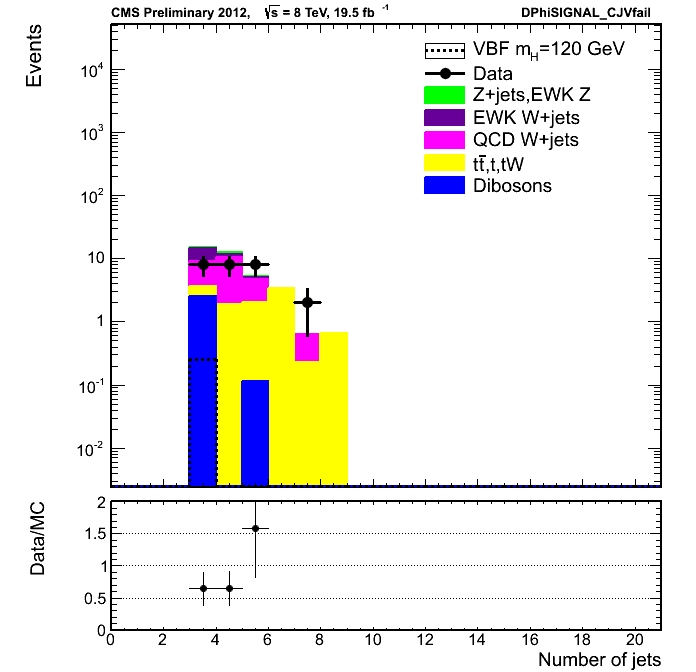 CMS Preliminary 2012, √s = 8 TeV, 19.5 fb⁻¹ DPhiSIGNAL_CJVfail
Events
VBF m_H=120 GeV
Data
Z+jets,EWK Z
EWK W+jets
QCD W+jets
tt̄,t,tW
Dibosons
10⁴
10³
10²
10
1
10⁻¹
10⁻²
Data/MC
2
1.5
1
0.5
0
0 2 4 6 8 10 12 14 16 18 20
Number of jets